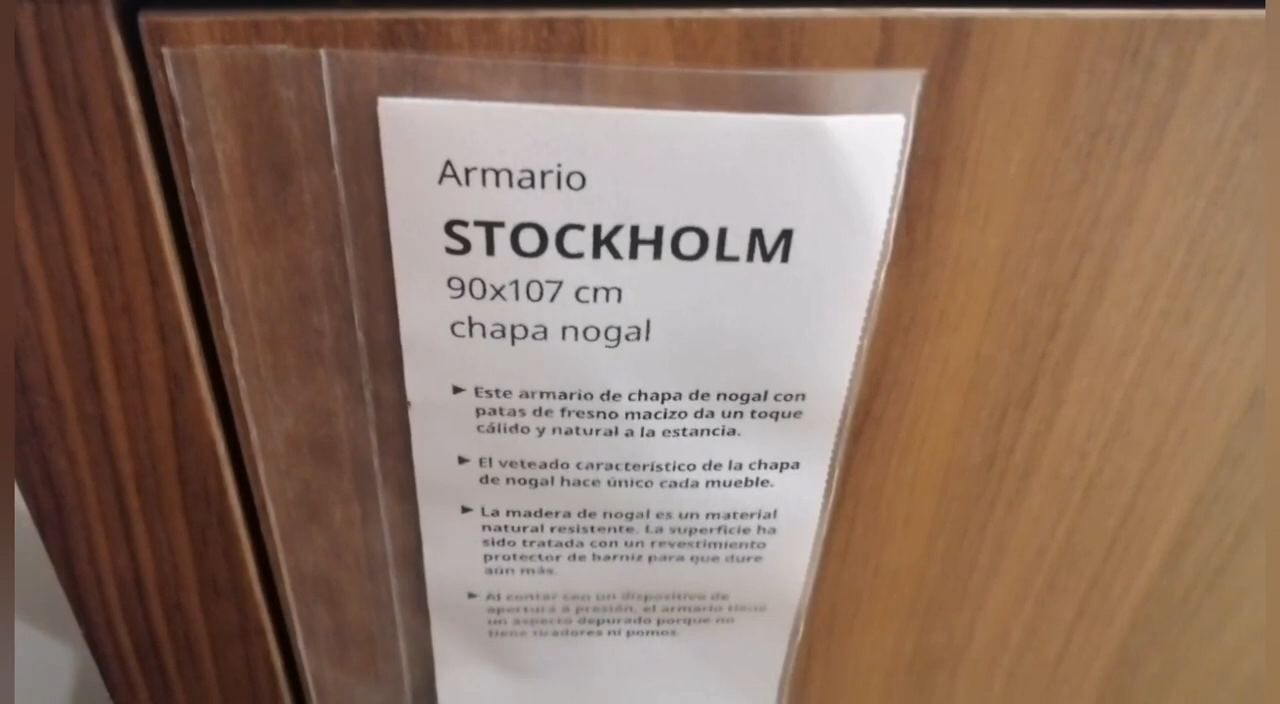 Armario
STOCKHOLM
90x107 cm
chapa nogal
► Este armario de chapa de nogal con
patas de fresno macizo da un toque
cálido y natural a la estancia.
► El veteado característico de la chapa
de nogal hace único cada mueble.
► La madera de nogal es un material
natural resistente. La superficie ha
sido tratada con un revestimiento
protector de barniz para que dure
aún más.
► Al contar con un dispositivo de
apertura a presión, el armario tiene
un aspecto depurado porque no
tiene tiradores ni pomos.